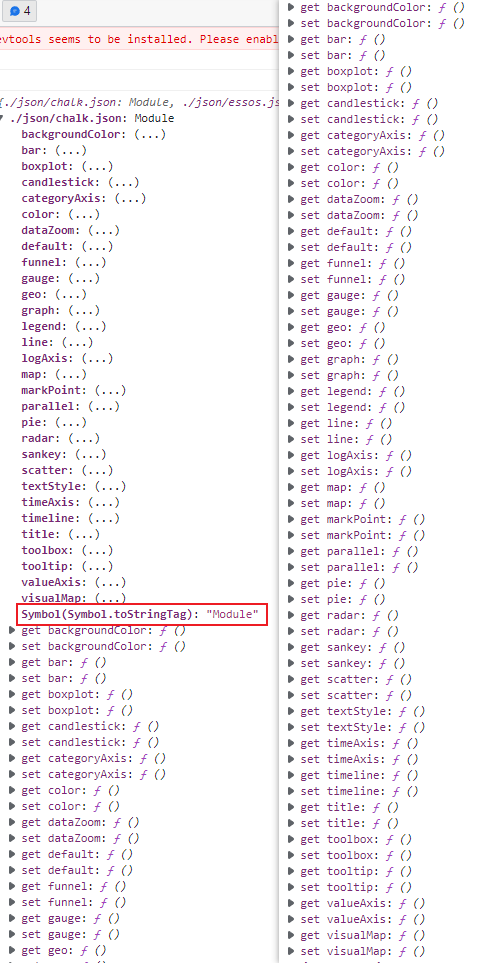 4
evtools seems to be installed. Please enabl
{./json/chalk.json: Module, ./json/essos.js
./json/chalk.json: Module
backgroundColor: (...)
bar: (...)
boxplot: (...)
candlestick: (...)
categoryAxis: (...)
color: (...)
dataZoom: (...)
default: (...)
funnel: (...)
gauge: (...)
geo: (...)
graph: (...)
legend: (...)
line: (...)
logAxis: (...)
map: (...)
markPoint: (...)
parallel: (...)
pie: (...)
radar: (...)
sankey: (...)
scatter: (...)
textStyle: (...)
timeAxis: (...)
timeline: (...)
title: (...)
toolbox: (...)
tooltip: (...)
valueAxis: (...)
visualMap: (...)
Symbol(Symbol.toStringTag): "Module"
get backgroundColor: ƒ ()
set backgroundColor: ƒ ()
get bar: ƒ ()
set bar: ƒ ()
get boxplot: ƒ ()
set boxplot: ƒ ()
get candlestick: ƒ ()
set candlestick: ƒ ()
get categoryAxis: ƒ ()
set categoryAxis: ƒ ()
get color: ƒ ()
set color: ƒ ()
get dataZoom: ƒ ()
set dataZoom: ƒ ()
get default: ƒ ()
set default: ƒ ()
get funnel: ƒ ()
set funnel: ƒ ()
get gauge: ƒ ()
set gauge: ƒ ()
get geo: ƒ ()
get backgroundColor: ƒ ()
set backgroundColor: ƒ ()
get bar: ƒ ()
set bar: ƒ ()
get boxplot: ƒ ()
set boxplot: ƒ ()
get candlestick: ƒ ()
set candlestick: ƒ ()
get categoryAxis: ƒ ()
set categoryAxis: ƒ ()
get color: ƒ ()
set color: ƒ ()
get dataZoom: ƒ ()
set dataZoom: ƒ ()
get default: ƒ ()
set default: ƒ ()
get funnel: ƒ ()
set funnel: ƒ ()
get gauge: ƒ ()
set gauge: ƒ ()
get geo: ƒ ()
set geo: ƒ ()
get graph: ƒ ()
set graph: ƒ ()
get legend: ƒ ()
set legend: ƒ ()
get line: ƒ ()
set line: ƒ ()
get logAxis: ƒ ()
set logAxis: ƒ ()
get map: ƒ ()
set map: ƒ ()
get markPoint: ƒ ()
set markPoint: ƒ ()
get parallel: ƒ ()
set parallel: ƒ ()
get pie: ƒ ()
set pie: ƒ ()
get radar: ƒ ()
set radar: ƒ ()
get sankey: ƒ ()
set sankey: ƒ ()
get scatter: ƒ ()
set scatter: ƒ ()
get textStyle: ƒ ()
set textStyle: ƒ ()
get timeAxis: ƒ ()
set timeAxis: ƒ ()
get timeline: ƒ ()
set timeline: ƒ ()
get title: ƒ ()
set title: ƒ ()
get toolbox: ƒ ()
set toolbox: ƒ ()
get tooltip: ƒ ()
set tooltip: ƒ ()
get valueAxis: ƒ ()
set valueAxis: ƒ ()
get visualMap: ƒ ()
set visualMap: ƒ ()